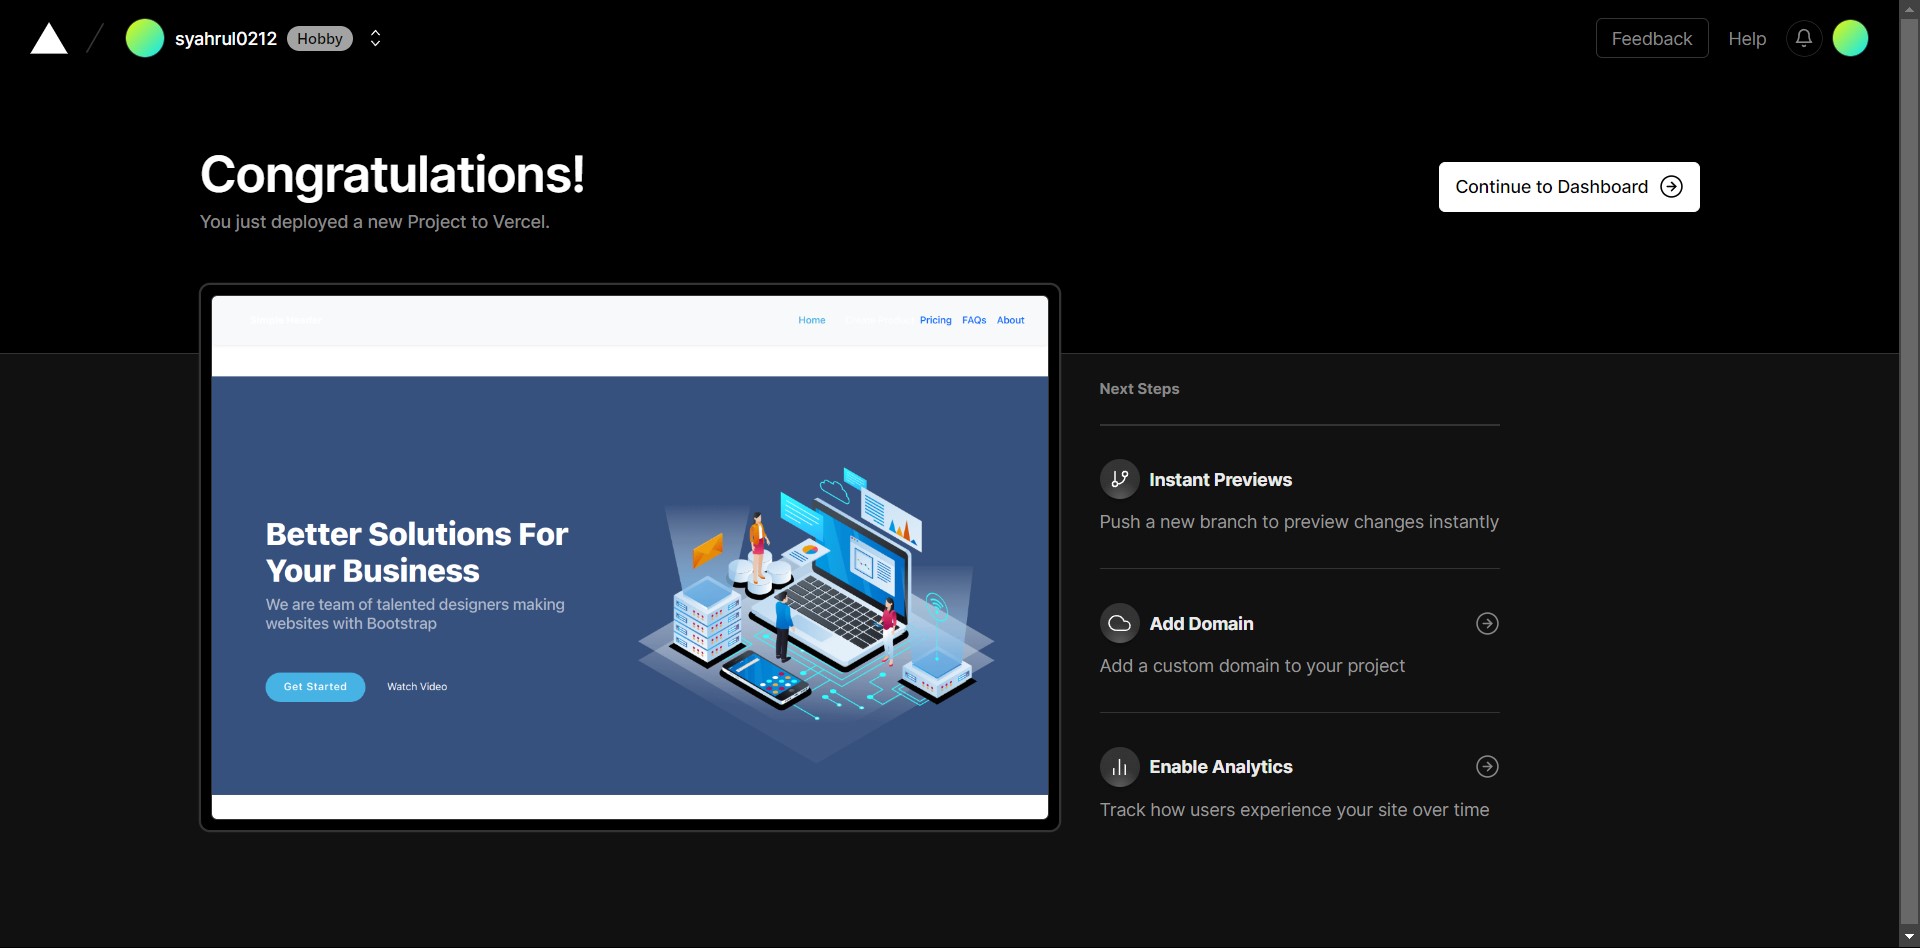 syahrul0212 Hobby
Feedback Help
Congratulations!
You just deployed a new Project to Vercel.
Continue to Dashboard
Home Pricing FAQs About
Better Solutions For
Your Business
We are team of talented designers making
websites with Bootstrap
Get Started Watch Video
Next Steps
Instant Previews
Push a new branch to preview changes instantly
Add Domain
Add a custom domain to your project
Enable Analytics
Track how users experience your site over time